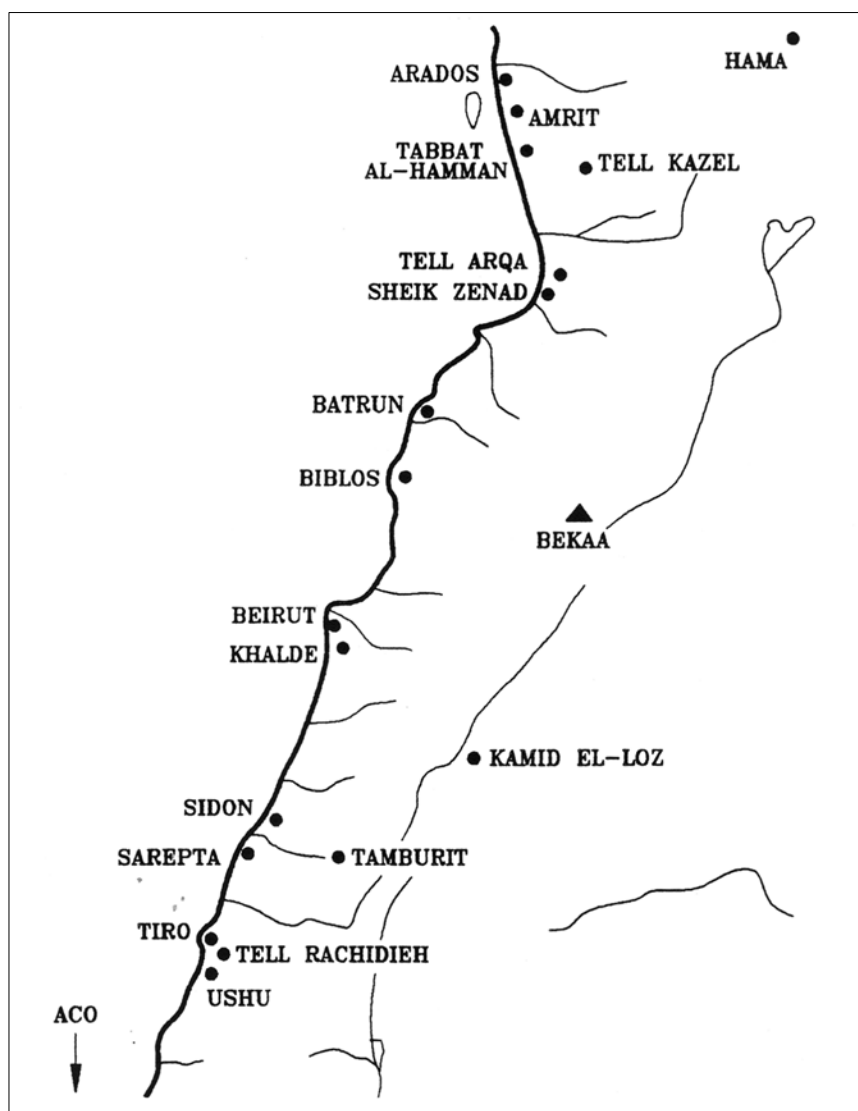 HAMA
ARADOS
AMRIT
TABBAT
AL-HAMMAN
TELL KAZEL
TELL ARQA
SHEIK ZENAD
BATRUN
BIBLOS
BEKAA
BEIRUT
KHALDE
KAMID EL-LOZ
SIDON
SAREPTA
TAMBURIT
TIRO
TELL RACHIDIEH
USHU
ACO